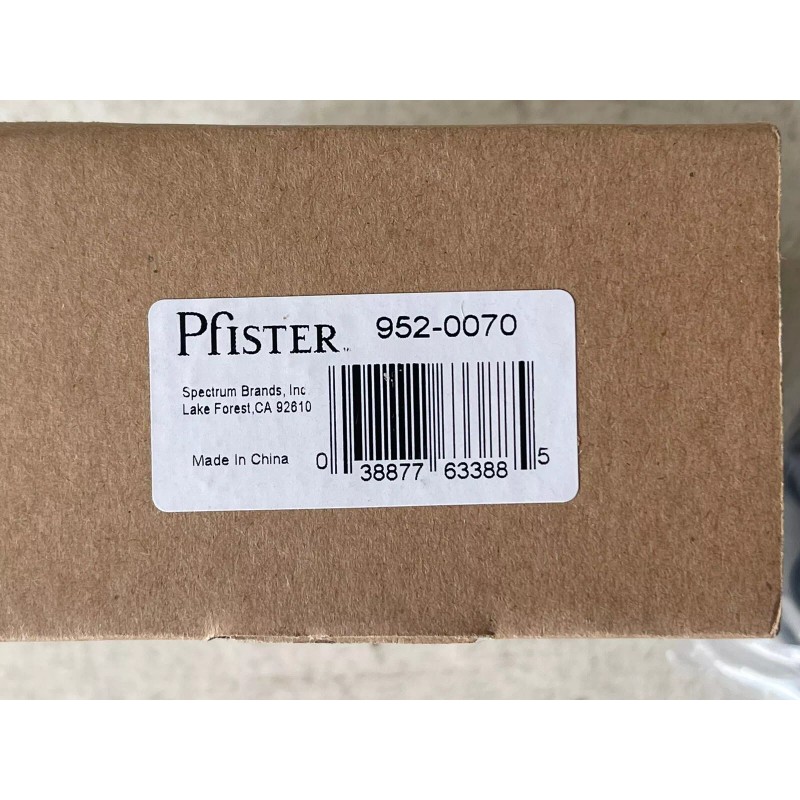 Pfister 952-0070
Spectrum Brands, Inc.
Lake Forest,CA 92610
Made In China
0 38877 63388 5